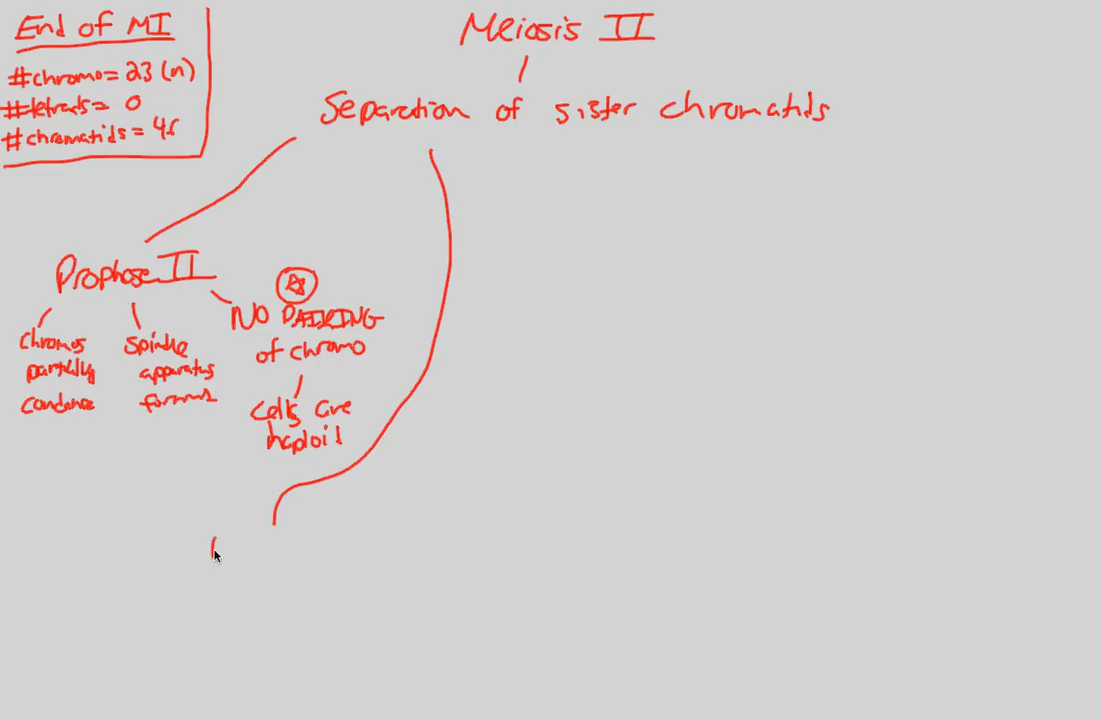 End of MI
#chromo= 23 (n)
#tetrads= 0
#chromatids = 46
Meiosis II
Separation of sister chromatids
Prophase II
Chromos
partially
condense
Spindle
apparatus
forms
NO PAIRING
of chromo
cells are
haploid